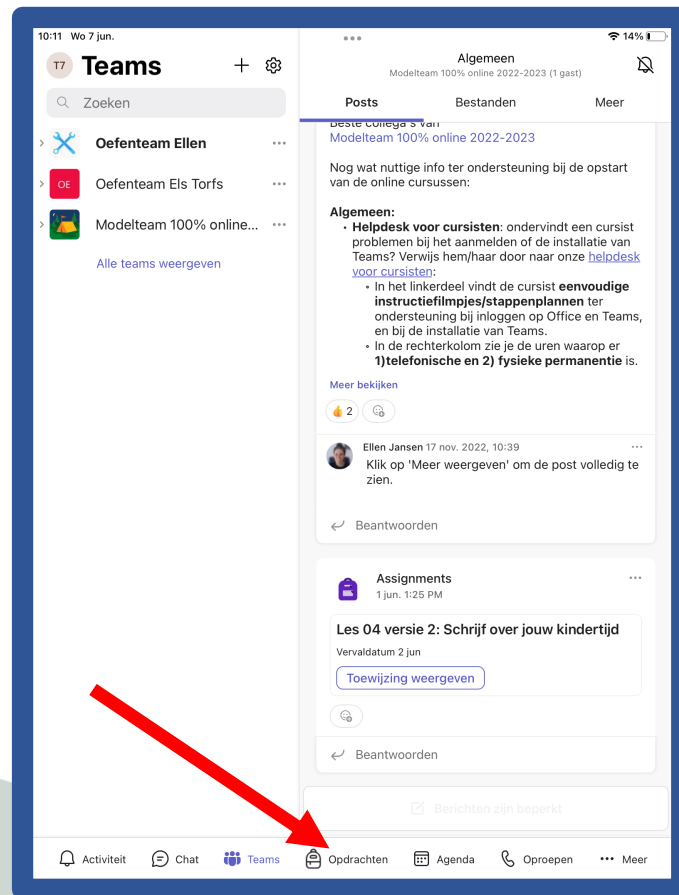 10:11 Wo 7 jun.
14%
T7
Teams
Zoeken
Oefenteam Ellen
OE
Oefenteam Els Torfs
Modelteam 100% online...
Alle teams weergeven
Algemeen
Modelteam 100% online 2022-2023 (1 gast)
Posts Bestanden Meer
Beste collega's van
Modelteam 100% online 2022-2023
Nog wat nuttige info ter ondersteuning bij de opstart
van de online cursussen:
Algemeen:
• Helpdesk voor cursisten: ondervindt een cursist
problemen bij het aanmelden of de installatie van
Teams? Verwijs hem/haar door naar onze helpdesk
voor cursisten:
• In het linkerdeel vindt de cursist eenvoudige
instructiefilmpjes/stappenplannen ter
ondersteuning bij inloggen op Office en Teams,
en bij de installatie van Teams.
• In de rechterkolom zie je de uren waarop er
1)telefonische en 2) fysieke permanentie is.
Meer bekijken
2
Ellen Jansen 17 nov. 2022, 10:39
Klik op 'Meer weergeven' om de post volledig te
zien.
Beantwoorden
Assignments
1 jun. 1:25 PM
Les 04 versie 2: Schrijf over jouw kindertijd
Vervaldatum 2 jun
Toewijzing weergeven
Beantwoorden
Berichten zijn beperkt
Activiteit Chat Teams Opdrachten Agenda Oproepen Meer